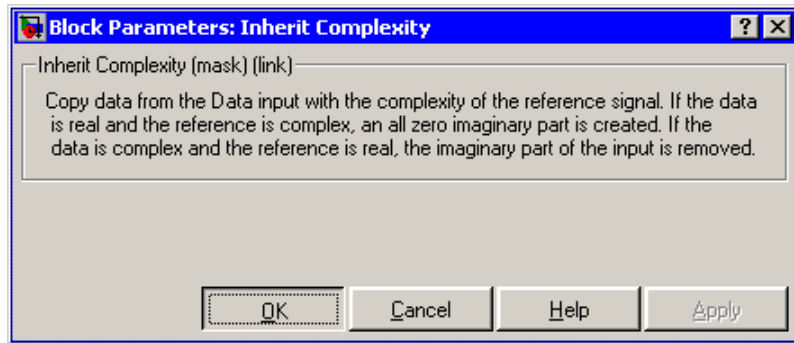 Block Parameters: Inherit Complexity
Inherit Complexity (mask) (link)
Copy data from the Data input with the complexity of the reference signal. If the data
is real and the reference is complex, an all zero imaginary part is created. If the
data is complex and the reference is real, the imaginary part of the input is removed.
OK Cancel Help Apply